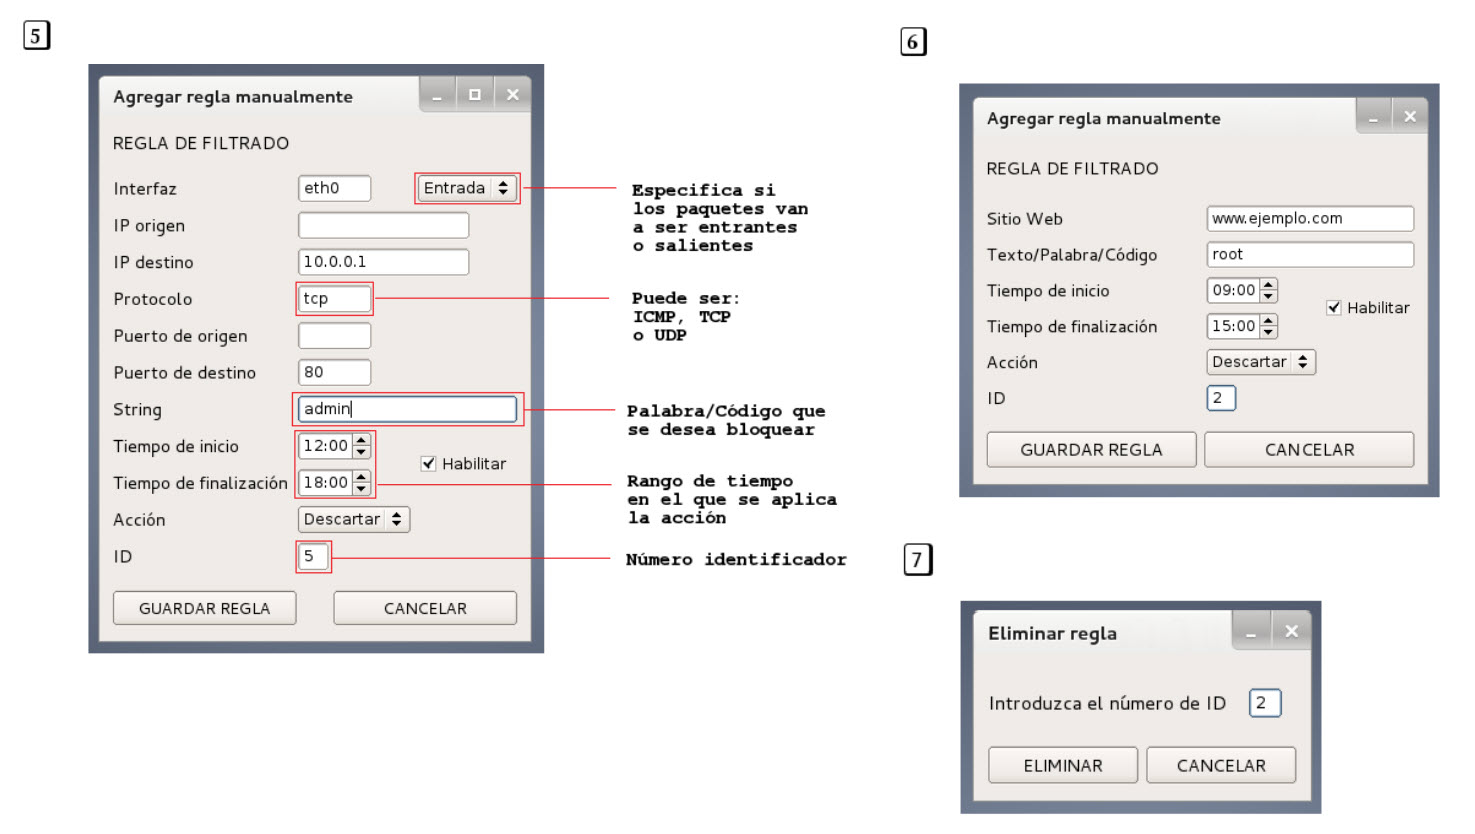 5
Agregar regla manualmente
REGLA DE FILTRADO
Interfaz eth0 Entrada
IP origen
IP destino 10.0.0.1
Protocolo tcp
Puerto de origen
Puerto de destino 80
String admin
Tiempo de inicio 12:00
Habilitar
Tiempo de finalización 18:00
Acción Descartar
ID 5
GUARDAR REGLA CANCELAR
Especifica si
los paquetes van
a ser entrantes
o salientes
Puede ser:
ICMP, TCP
o UDP
Palabra/Código que
se desea bloquear
Rango de tiempo
en el que se aplica
la acción
Número identificador
6
Agregar regla manualmente
REGLA DE FILTRADO
Sitio Web www.ejemplo.com
Texto/Palabra/Código root
Tiempo de inicio 09:00
Habilitar
Tiempo de finalización 15:00
Acción Descartar
ID 2
GUARDAR REGLA CANCELAR
7
Eliminar regla
Introduzca el número de ID 2
ELIMINAR CANCELAR